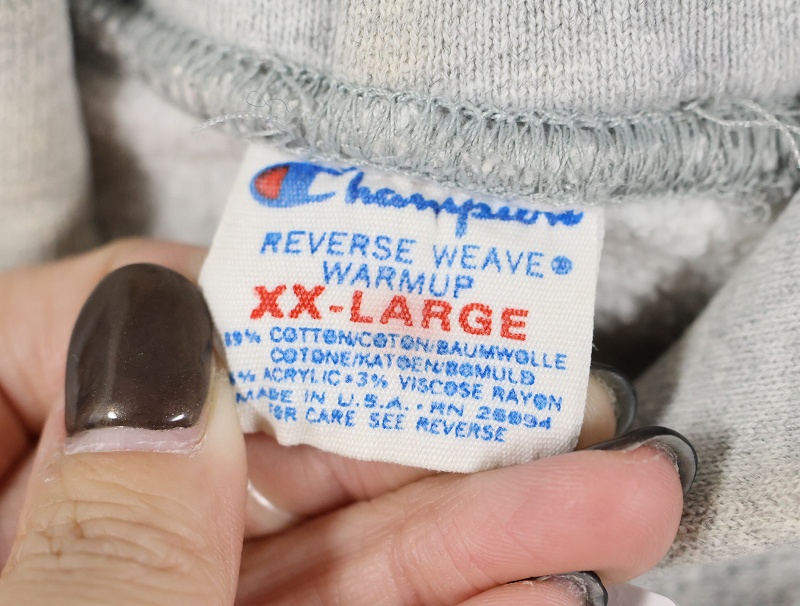 Champion
REVERSE WEAVE®
WARMUP
XX-LARGE
89% COTTON/COTON/BAUMWOLLE
COTONE/KATOEN/BOMULD
% ACRYLIC•3% VISCOSE RAYON
MADE IN U.S.A.•RN 26094
FOR CARE SEE REVERSE